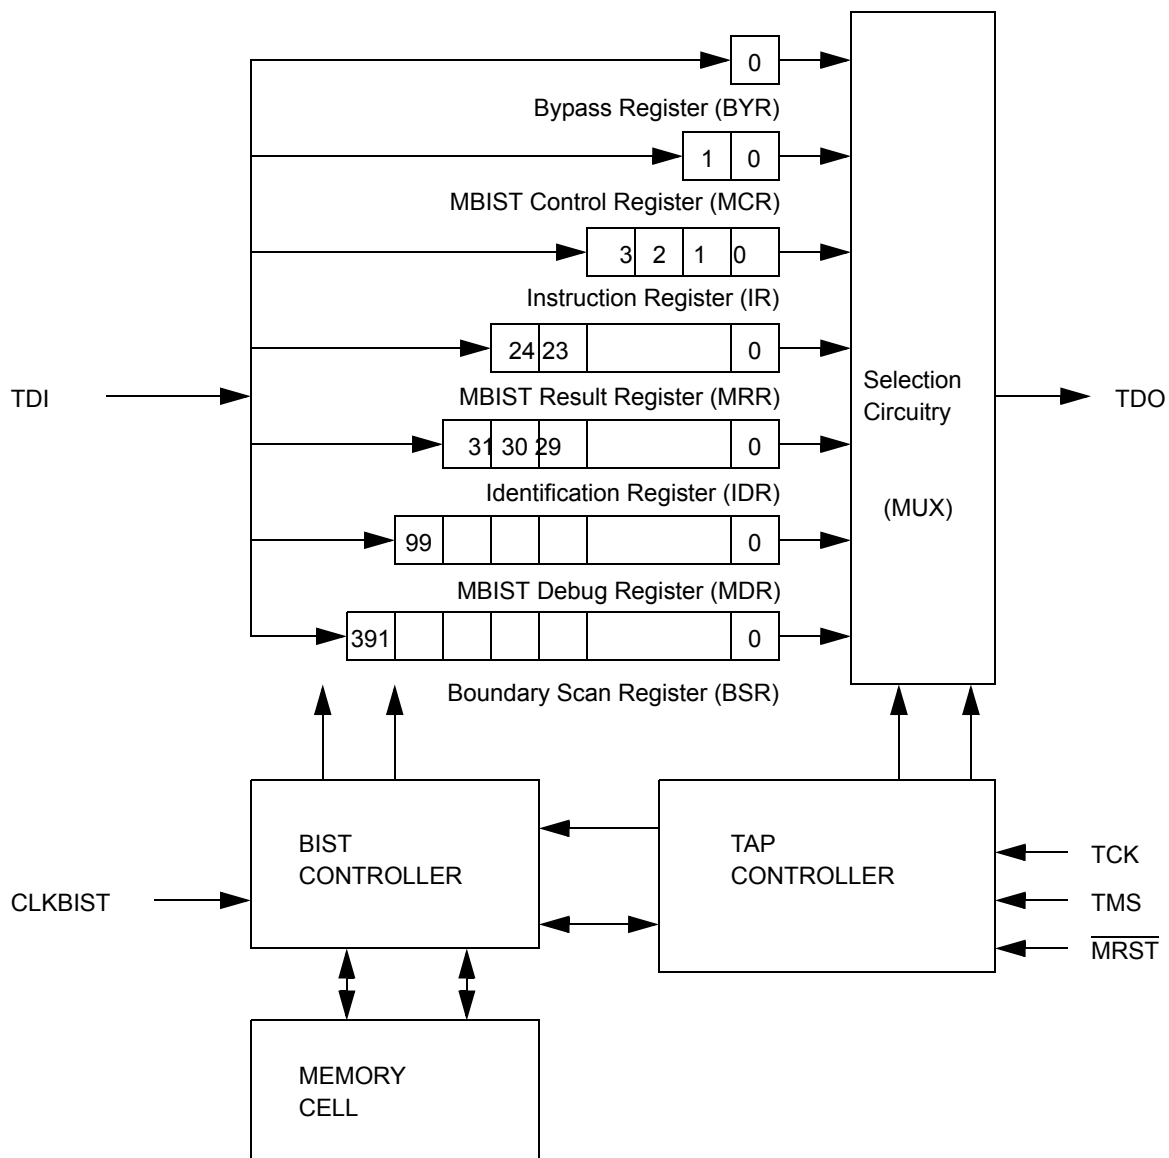 0
Bypass Register (BYR)
1 0
MBIST Control Register (MCR)
3 2 1 0
Instruction Register (IR)
24 23 0
MBIST Result Register (MRR)
31 30 29 0
Identification Register (IDR)
99 0
MBIST Debug Register (MDR)
391 0
Boundary Scan Register (BSR)
TDI
Selection
Circuitry
(MUX)
TDO
BIST
CONTROLLER
TAP
CONTROLLER
CLKBIST
TCK
TMS
MRST
MEMORY
CELL